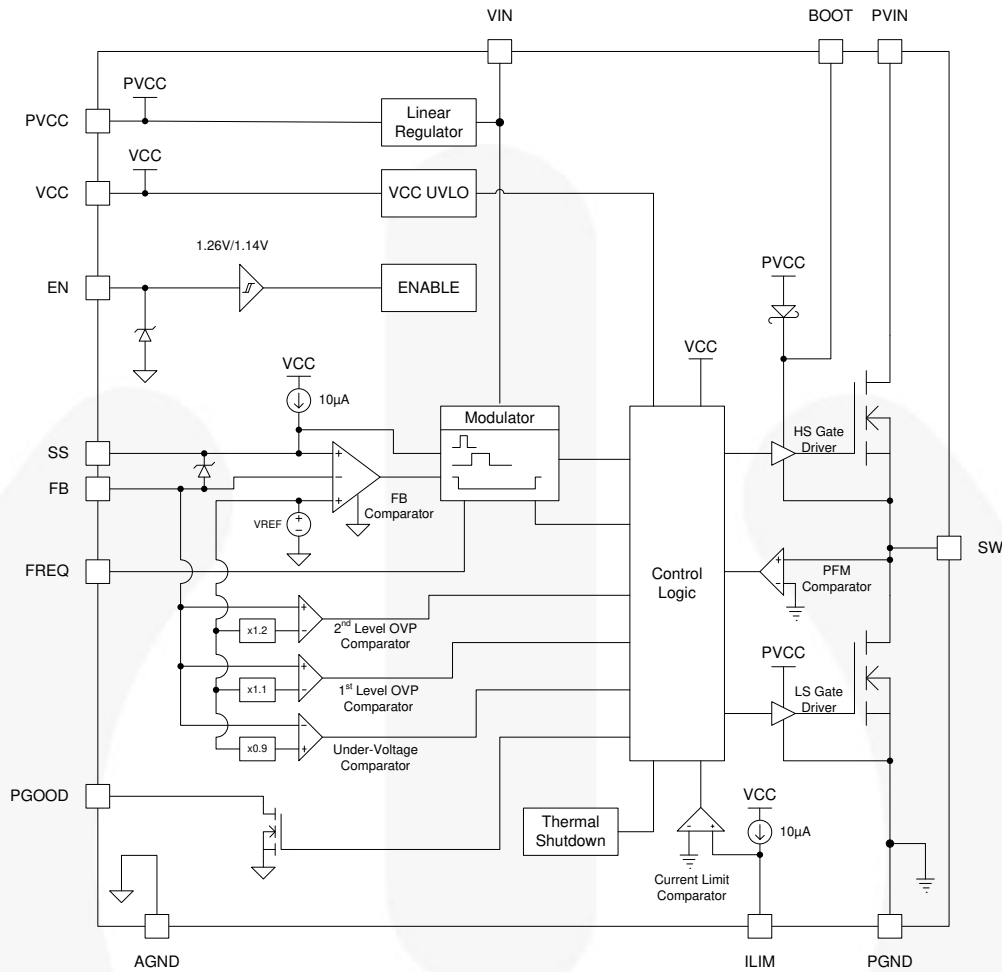 VIN
BOOT
PVIN
PVCC
PVCC
Linear
Regulator
VCC
VCC
VCC UVLO
1.26V/1.14V
EN
ENABLE
PVCC
VCC
10µA
VCC
Modulator
SS
FB
FB
Comparator
VREF
HS Gate
Driver
FREQ
Control
Logic
PFM
Comparator
SW
x1.2
2nd Level OVP
Comparator
x1.1
1st Level OVP
Comparator
PVCC
LS Gate
Driver
x0.9
Under-Voltage
Comparator
PGOOD
Thermal
Shutdown
VCC
10µA
Current Limit
Comparator
AGND
ILIM
PGND